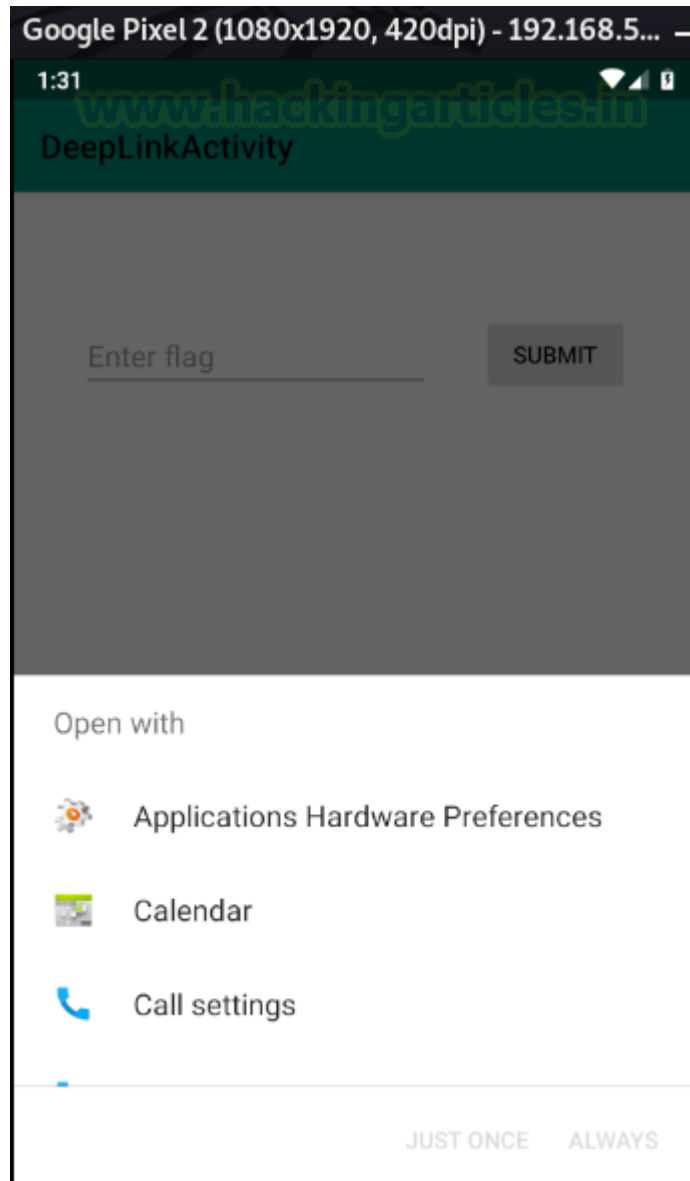 Google Pixel 2 (1080x1920, 420dpi) - 192.168.5... –
1:31
www.hackingarticles.in
DeepLinkActivity
Enter flag
SUBMIT
Open with
Applications Hardware Preferences
Calendar
Call settings
JUST ONCE ALWAYS